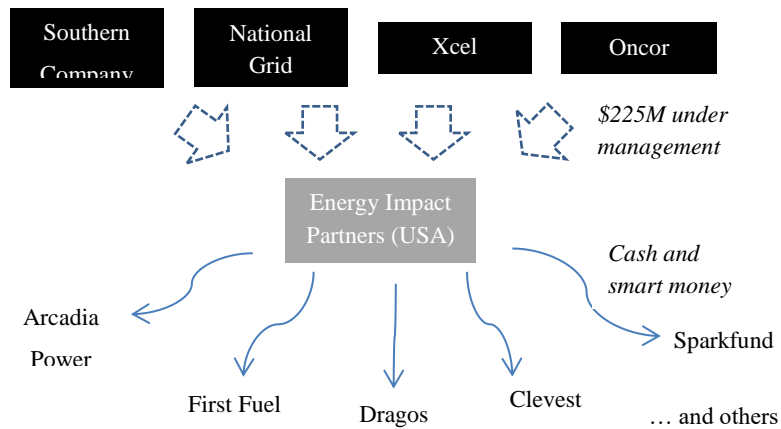 Southern
Company
National
Grid
Xcel
Oncor
$225M under
management
Energy Impact
Partners (USA)
Cash and
smart money
Arcadia
Power
Sparkfund
First Fuel
Dragos
Clevest
… and others